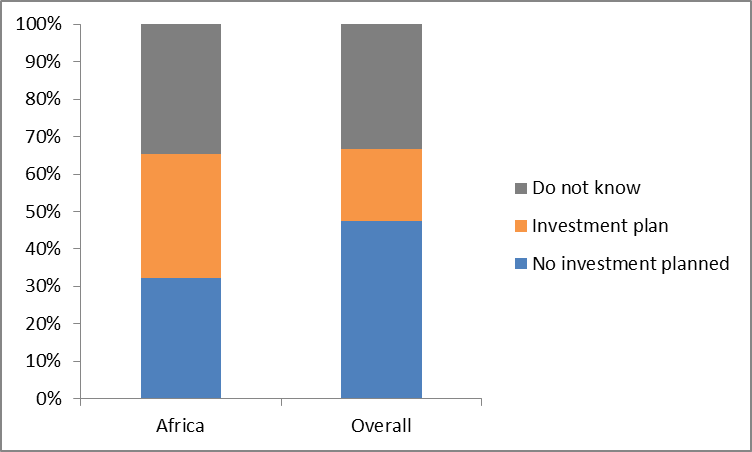 100%
90%
80%
70%
60%
50%
40%
30%
20%
10%
0%
Africa
Overall
Do not know
Investment plan
No investment planned